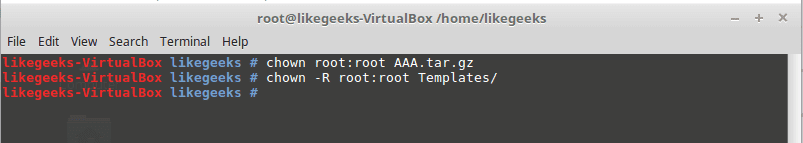 root@likegeeks-VirtualBox /home/likegeeks
File Edit View Search Terminal Help
likegeeks-VirtualBox likegeeks # chown root:root AAA.tar.gz
likegeeks-VirtualBox likegeeks # chown -R root:root Templates/
likegeeks-VirtualBox likegeeks #